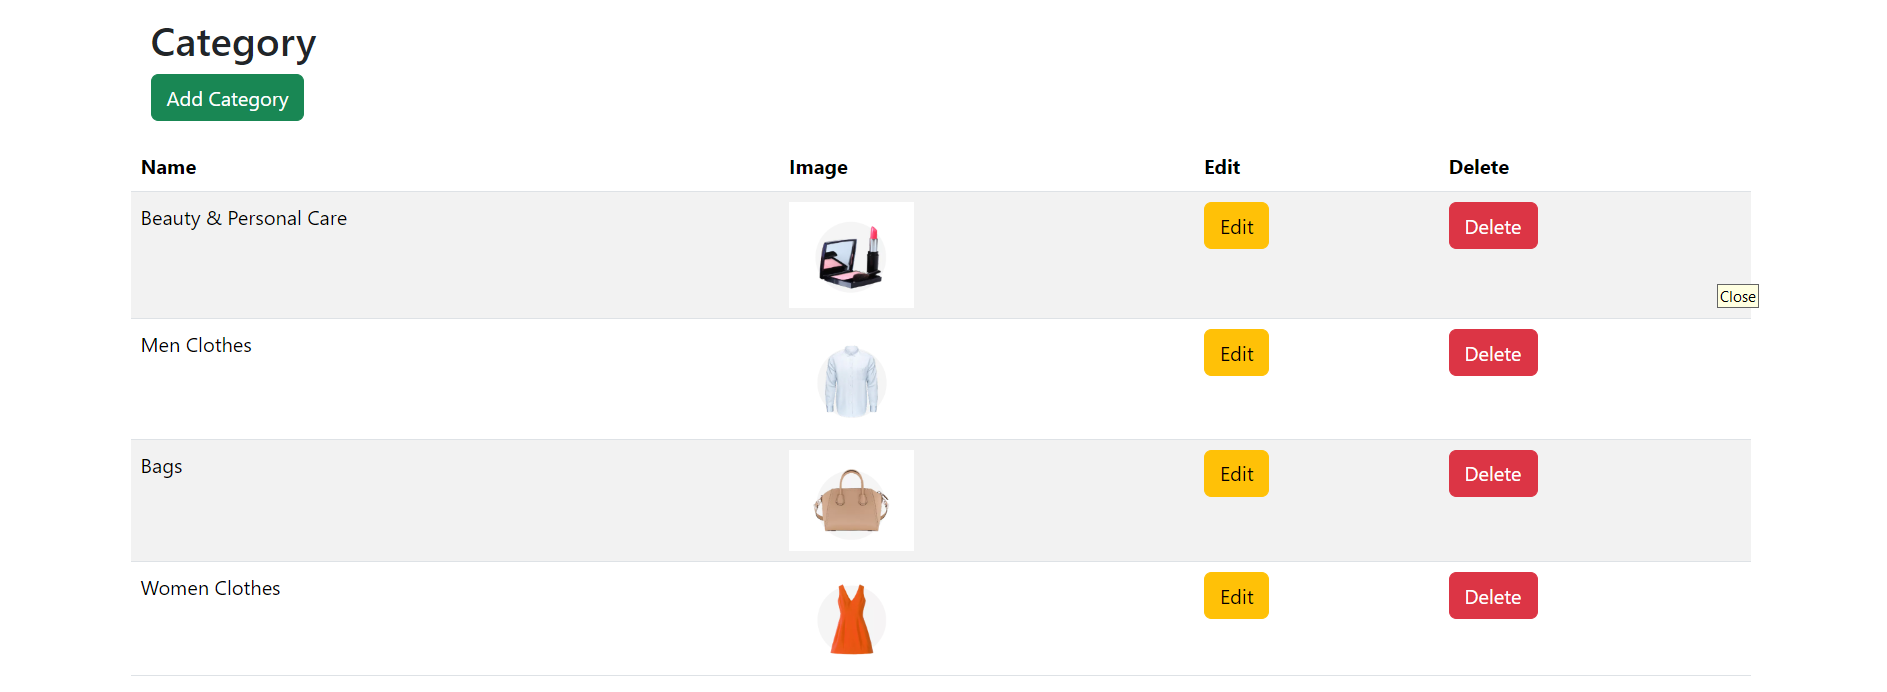 Category
Add Category
Name Image Edit Delete
Beauty & Personal Care Edit Delete
Close
Men Clothes Edit Delete
Bags Edit Delete
Women Clothes Edit Delete